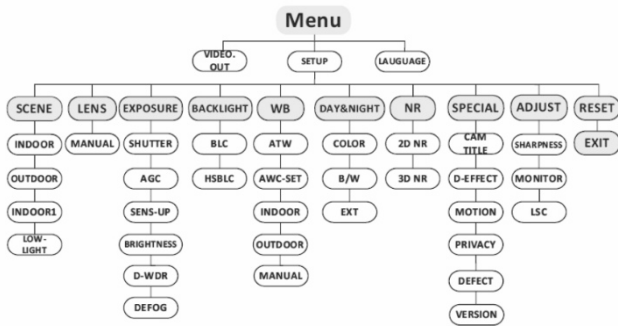 Menu
VIDEO.
OUT
SETUP
LAUGUAGE
SCENE
LENS
EXPOSURE
BACKLIGHT
WB
DAY&NIGHT
NR
SPECIAL
ADJUST
RESET
INDOOR
MANUAL
SHUTTER
BLC
ATW
COLOR
2D NR
CAM
TITLE
SHARPNESS
EXIT
OUTDOOR
AGC
HSBLC
AWC-SET
B/W
3D NR
D-EFFECT
MONITOR
INDOOR1
SENS-UP
INDOOR
EXT
MOTION
LSC
LOW-
LIGHT
BRIGHTNESS
OUTDOOR
PRIVACY
D-WDR
MANUAL
DEFECT
DEFOG
VERSION